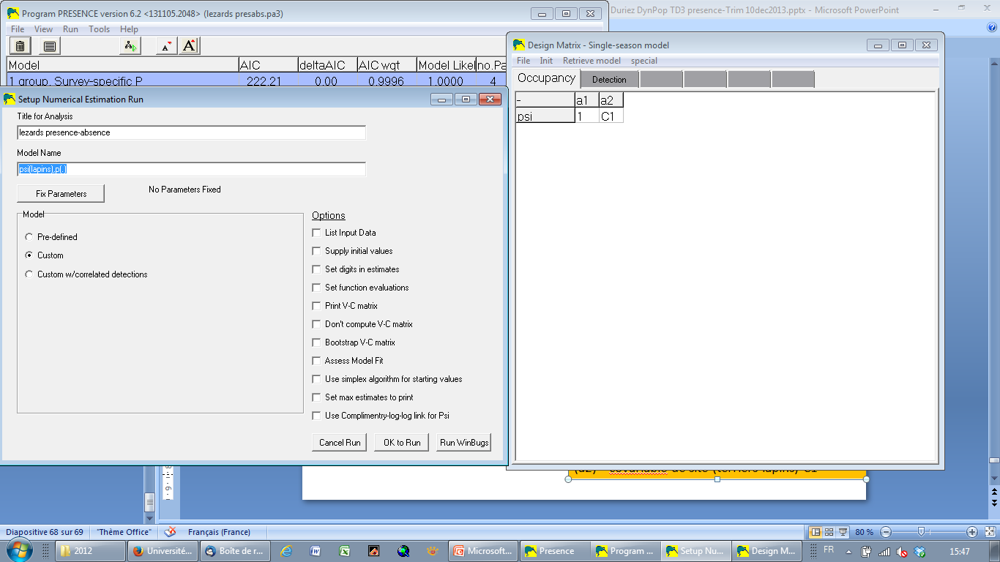 Program PRESENCE version 6.2 <131105.2048> (lezards presabs.pa3)
File View Run Tools Help
A A
Model AIC deltaAIC AIC wgt Model Likel no.Pa
1 group, Survey-specific P 222.21 0.00 0.9996 1.0000 4
Duriez DynPop TD3 presence-Trim 10dec2013.pptx - Microsoft PowerPoint
Setup Numerical Estimation Run
Title for Analysis
lezards presence-absence
Model Name
psi(lapins),p(.)
Fix Parameters
No Parameters Fixed
Model
Pre-defined
Custom
Custom w/correlated detections
Options
List Input Data
Supply initial values
Set digits in estimates
Set function evaluations
Print V-C matrix
Don't compute V-C matrix
Bootstrap V-C matrix
Assess Model Fit
Use simplex algorithm for starting values
Set max estimates to print
Use Complimentry-log-log link for Psi
Cancel Run OK to Run Run WinBugs
Design Matrix - Single-season model
File Init Retrieve model special
Occupancy Detection
- a1 a2
psi 1 C1
(a2) covariable de site (terriers lapins) C1
Diapositive 68 sur 69 "Thème Office" Français (France) 80 %
2012 Université... Boîte de r... Microsoft... Presence Program ... Setup Nu... Design M... FR 15:47